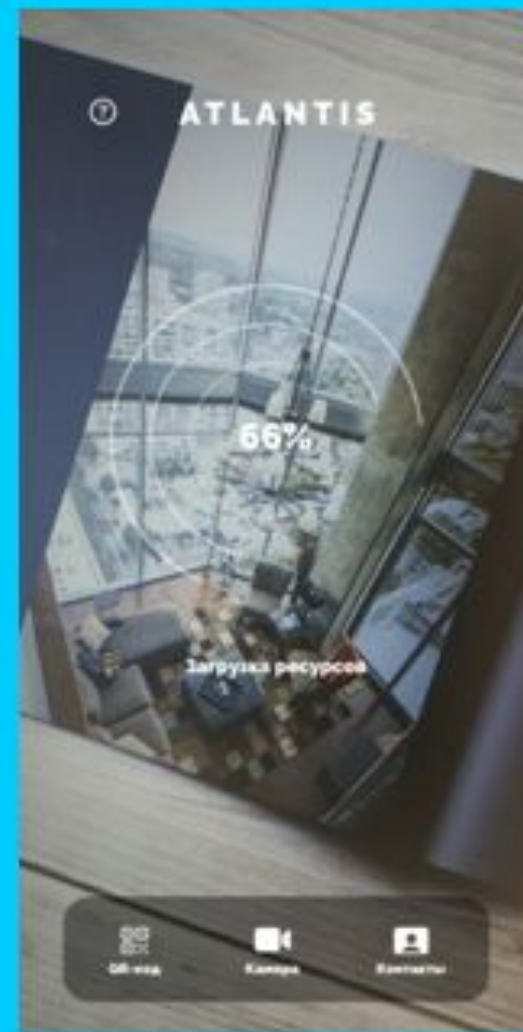 ATLANTIS
66%
Загрузка ресурсов
QR-код
Камера
Контакты